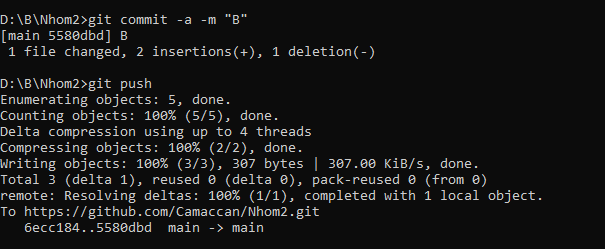 D:\B\Nhom2>git commit -a -m "B"
[main 5580dbd] B
 1 file changed, 2 insertions(+), 1 deletion(-)

D:\B\Nhom2>git push
Enumerating objects: 5, done.
Counting objects: 100% (5/5), done.
Delta compression using up to 4 threads
Compressing objects: 100% (2/2), done.
Writing objects: 100% (3/3), 307 bytes | 307.00 KiB/s, done.
Total 3 (delta 1), reused 0 (delta 0), pack-reused 0 (from 0)
remote: Resolving deltas: 100% (1/1), completed with 1 local object.
To https://github.com/Camaccan/Nhom2.git
   6ecc184..5580dbd  main -> main